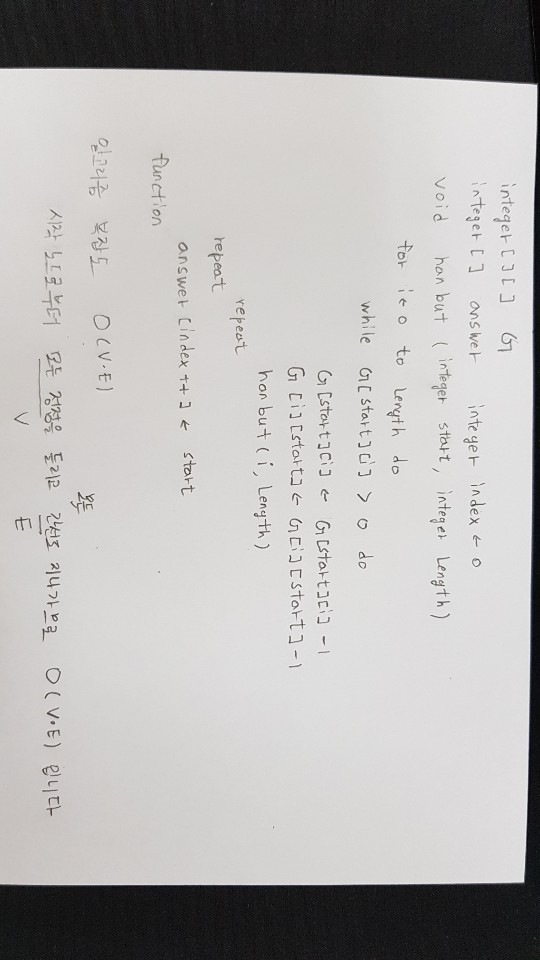 integer[][] G
integer[] answer integer index ← 0
void hanbut (integer start, integer Length)
for i ← 0 to Length do
while G[start][i] > 0 do
G[start][i] ← G[start][i] -1
G[i][start] ← G[i][start] -1
hanbut(i, Length)
repeat
repeat
answer [index ++] ← start
function
알고리즘 복잡도 O(V·E)
시작 노드로부터 모든 정점을 돌리고 간선도 모두 지나가므로 O(V·E) 입니다
V E